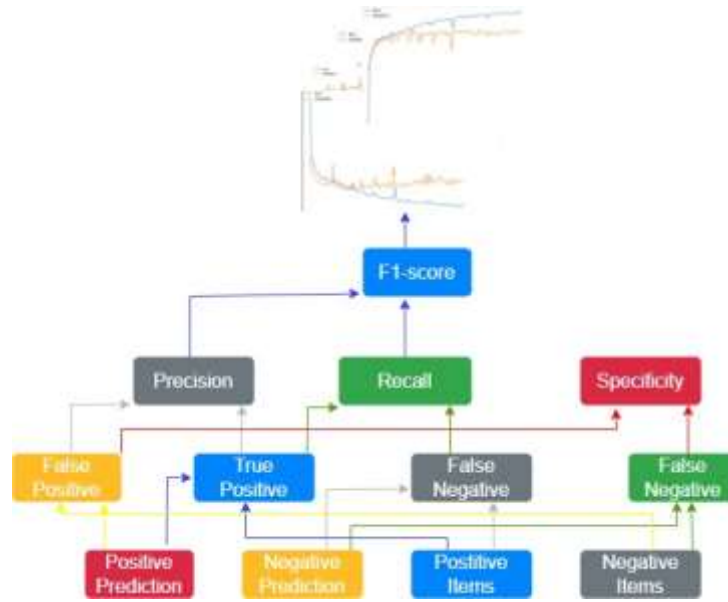 F1-score
Precision
Recall
Specificity
False
Positive
True
Positive
False
Negative
False
Negative
Positive
Prediction
Negative
Prediction
Postitive
Items
Negative
Items